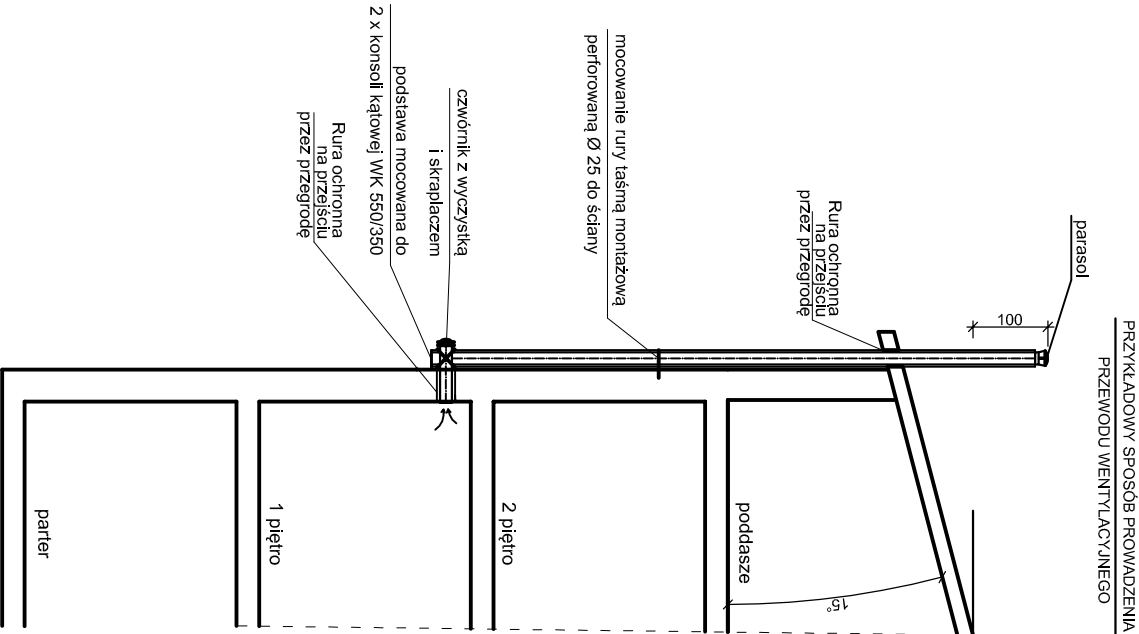 PRZYKŁADOWY SPOSÓB PROWADZENIA
PRZEWODU WENTYLACYJNEGO
parasol
100
Rura ochronna
na przejściu
przez przegrodę
mocowanie rury taśmą montażową
perforowaną Ø 25 do ściany
czwórnik z wyczystką
i skraplaczem
podstawa mocowana do
2 x konsoli kątowej WK 550/350
Rura ochronna
na przejściu
przez przegrodę
15°
poddasze
2 piętro
1 piętro
parter